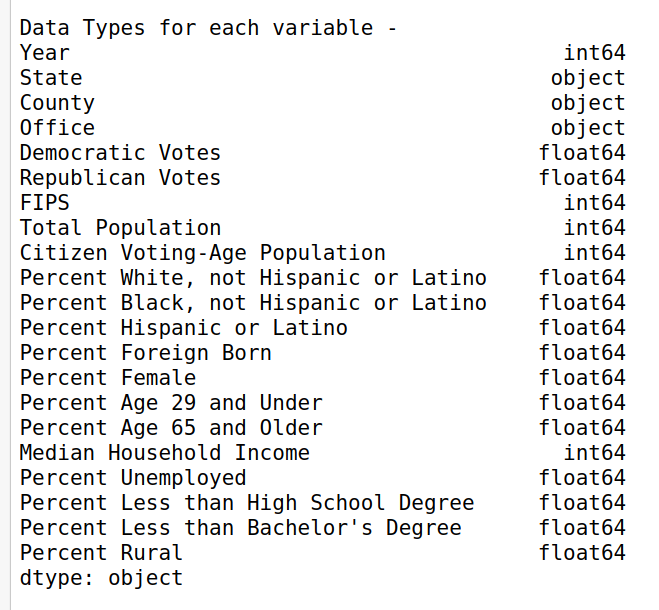 Data Types for each variable -
Year int64
State object
County object
Office object
Democratic Votes float64
Republican Votes float64
FIPS int64
Total Population int64
Citizen Voting-Age Population int64
Percent White, not Hispanic or Latino float64
Percent Black, not Hispanic or Latino float64
Percent Hispanic or Latino float64
Percent Foreign Born float64
Percent Female float64
Percent Age 29 and Under float64
Percent Age 65 and Older float64
Median Household Income int64
Percent Unemployed float64
Percent Less than High School Degree float64
Percent Less than Bachelor's Degree float64
Percent Rural float64
dtype: object